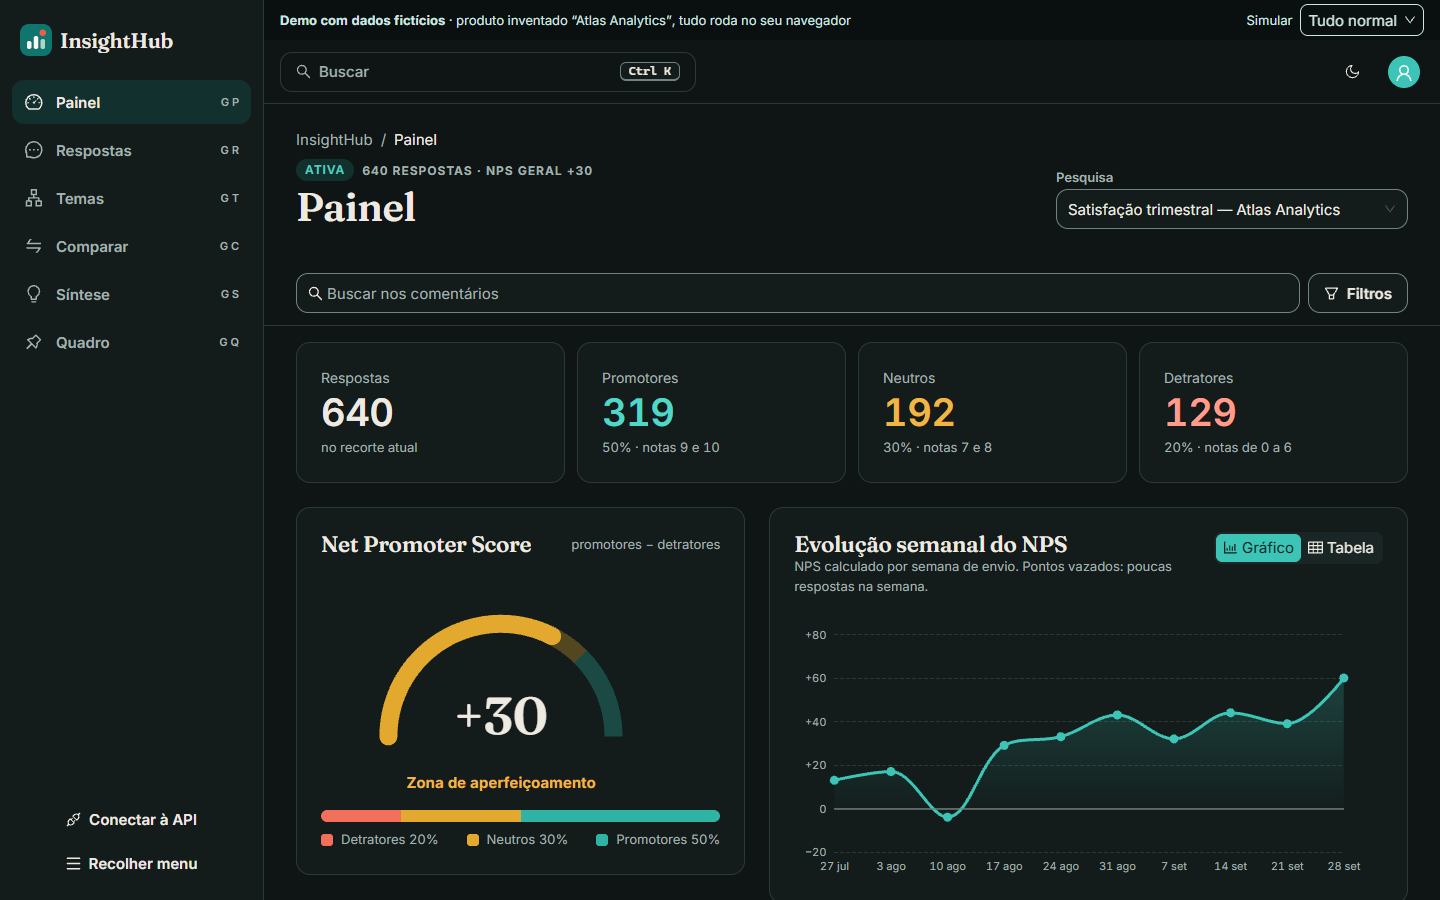 InsightHub
Painel G P
Respostas G R
Temas G T
Comparar G C
Síntese G S
Quadro G Q
Conectar à API
Recolher menu
Demo com dados fictícios · produto inventado “Atlas Analytics”, tudo roda no seu navegador
Simular Tudo normal
Buscar Ctrl K
InsightHub / Painel
ATIVA 640 RESPOSTAS · NPS GERAL +30
Painel
Pesquisa
Satisfação trimestral — Atlas Analytics
Buscar nos comentários
Filtros
Respostas
640
no recorte atual
Promotores
319
50% · notas 9 e 10
Neutros
192
30% · notas 7 e 8
Detratores
129
20% · notas de 0 a 6
Net Promoter Score promotores − detratores
+30
Zona de aperfeiçoamento
Detratores 20% Neutros 30% Promotores 50%
Evolução semanal do NPS
NPS calculado por semana de envio. Pontos vazados: poucas
respostas na semana.
Gráfico Tabela
+80
+60
+40
+20
0
−20
27 jul 3 ago 10 ago 17 ago 24 ago 31 ago 7 set 14 set 21 set 28 set